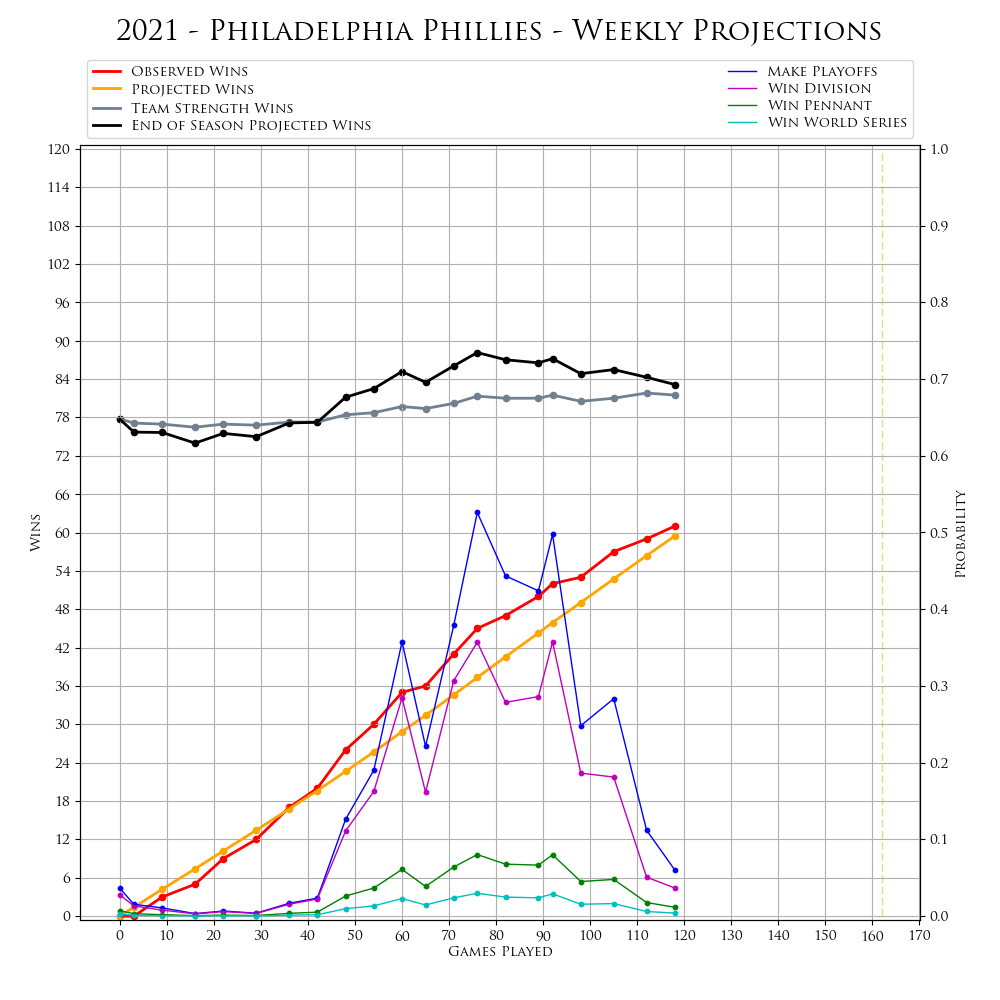 2021 - Philadelphia Phillies - Weekly Projections
Observed Wins
Projected Wins
Team Strength Wins
End of Season Projected Wins
Make Playoffs
Win Division
Win Pennant
Win World Series
120
114
108
102
96
90
84
78
72
66
60
54
48
42
36
30
24
18
12
6
0
Wins
1.0
0.9
0.8
0.7
0.6
0.5
0.4
0.3
0.2
0.1
0.0
Probability
0 10 20 30 40 50 60 70 80 90 100 110 120 130 140 150 160 170
Games Played